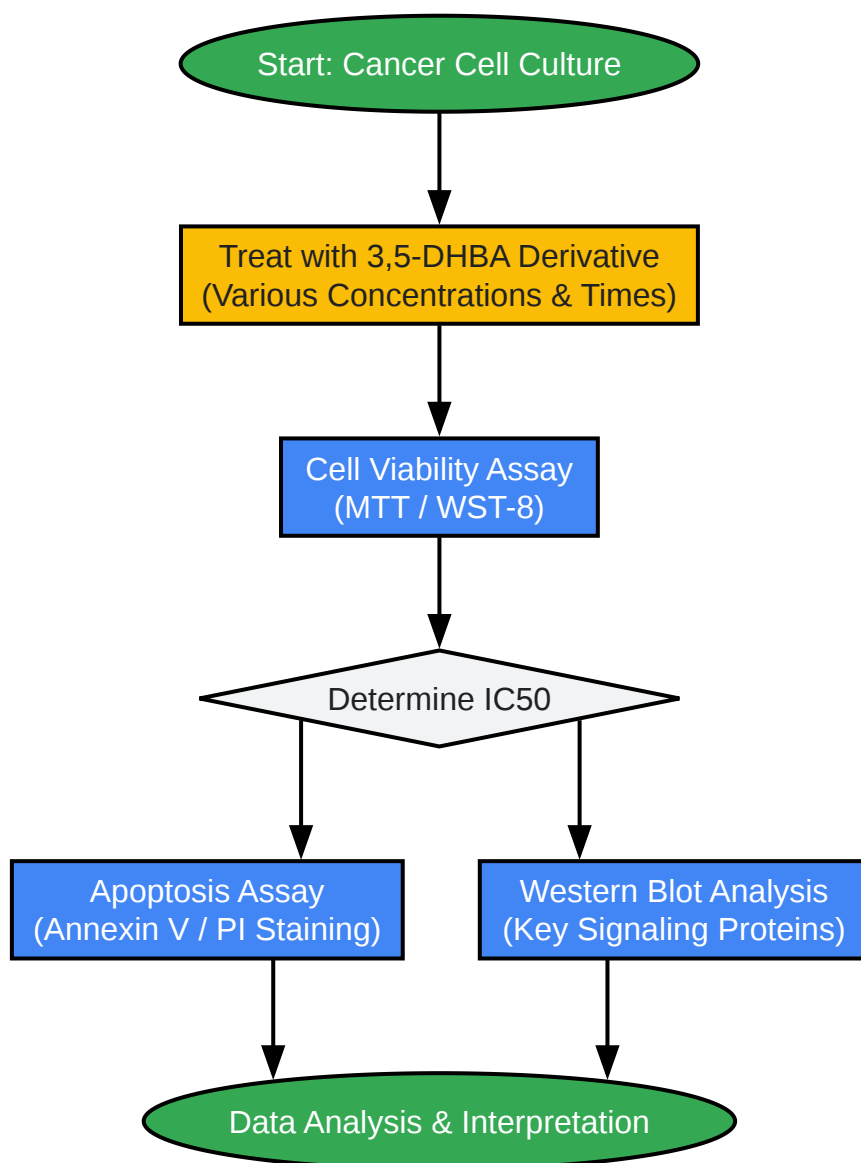 Start: Cancer Cell Culture
Treat with 3,5-DHBA Derivative
(Various Concentrations & Times)
Cell Viability Assay
(MTT / WST-8)
Determine IC50
Apoptosis Assay
(Annexin V / PI Staining)
Western Blot Analysis
(Key Signaling Proteins)
Data Analysis & Interpretation